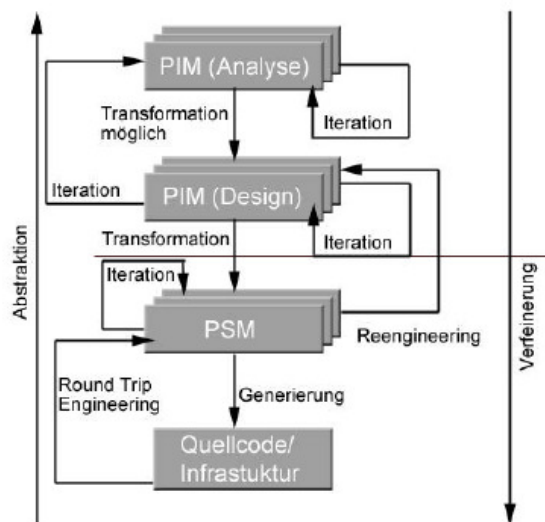 PIM (Analyse)
Transformation
möglich
Iteration
Iteration
PIM (Design)
Transformation
Iteration
Iteration
PSM
Reengineering
Round Trip
Engineering
Generierung
Quellcode/
Infrastuktur
Abstraktion
Verfeinerung